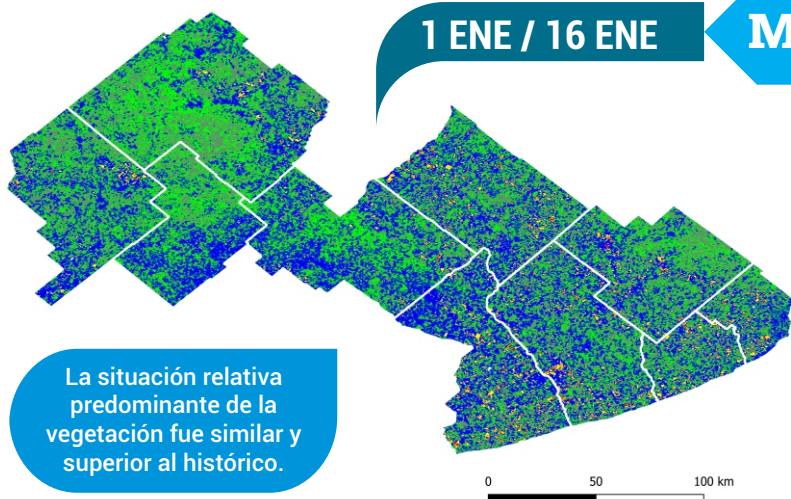 1 ENE / 16 ENE
M
La situación relativa
predominante de la
vegetación fue similar y
superior al histórico.
0 50 100 km